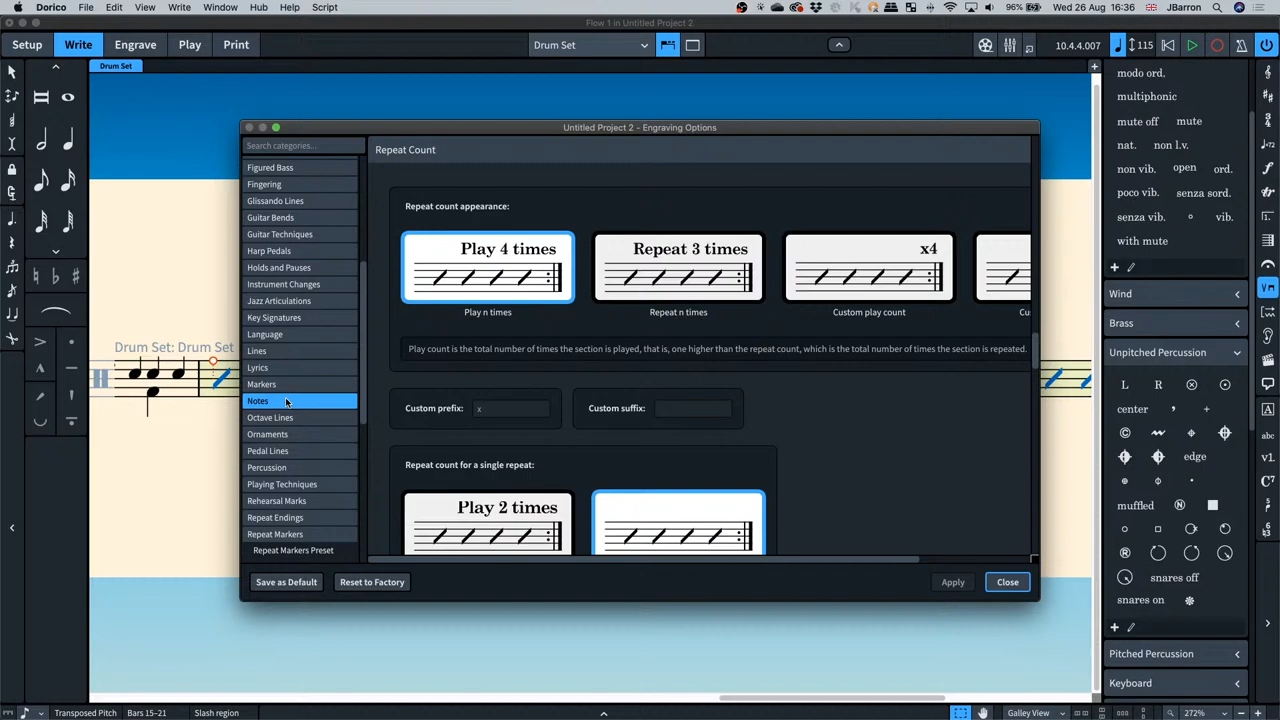 Dorico File Edit View Window Hub Help Script
96% Wed 26 Aug 16:36 JBarron
Flow 1 in Untitled Project 2
Setup Write Engrave Play Print Drum Set 10.4.4.007 115
Drum Set
Untitled Project 2 - Engraving Options
Search categories...
Repeat Count
Figured Bass
Fingering
Glissando Lines
Guitar Bends
Guitar Techniques
Harp Pedals
Holds and Pauses
Instrument Changes
Jazz Articulations
Key Signatures
Language
Lines
Lyrics
Markers
Notes
Octave Lines
Ornaments
Pedal Lines
Percussion
Playing Techniques
Rehearsal Marks
Repeat Endings
Repeat Markers
Repeat Markers Preset
Repeat count appearance:
Play 4 times Repeat 3 times x4
Play n times Repeat n times Custom play count
Play count is the total number of times the section is played, that is, one higher than the repeat count, which is the total number of times the section is repeated.
Custom prefix: x Custom suffix:
Repeat count for a single repeat:
Play 2 times
Save as Default Reset to Factory Apply Close
Drum Set: Drum Set
modo ord.
multiphonic
mute off mute
nat. non l.v.
non vib. open ord.
poco vib. senza sord.
senza vib. vib.
with mute
Wind
Brass
Unpitched Percussion
L R
center
edge
muffled
snares off
snares on
Pitched Percussion
Keyboard
Transposed Pitch Bars 15–21 Slash region Galley View 272%